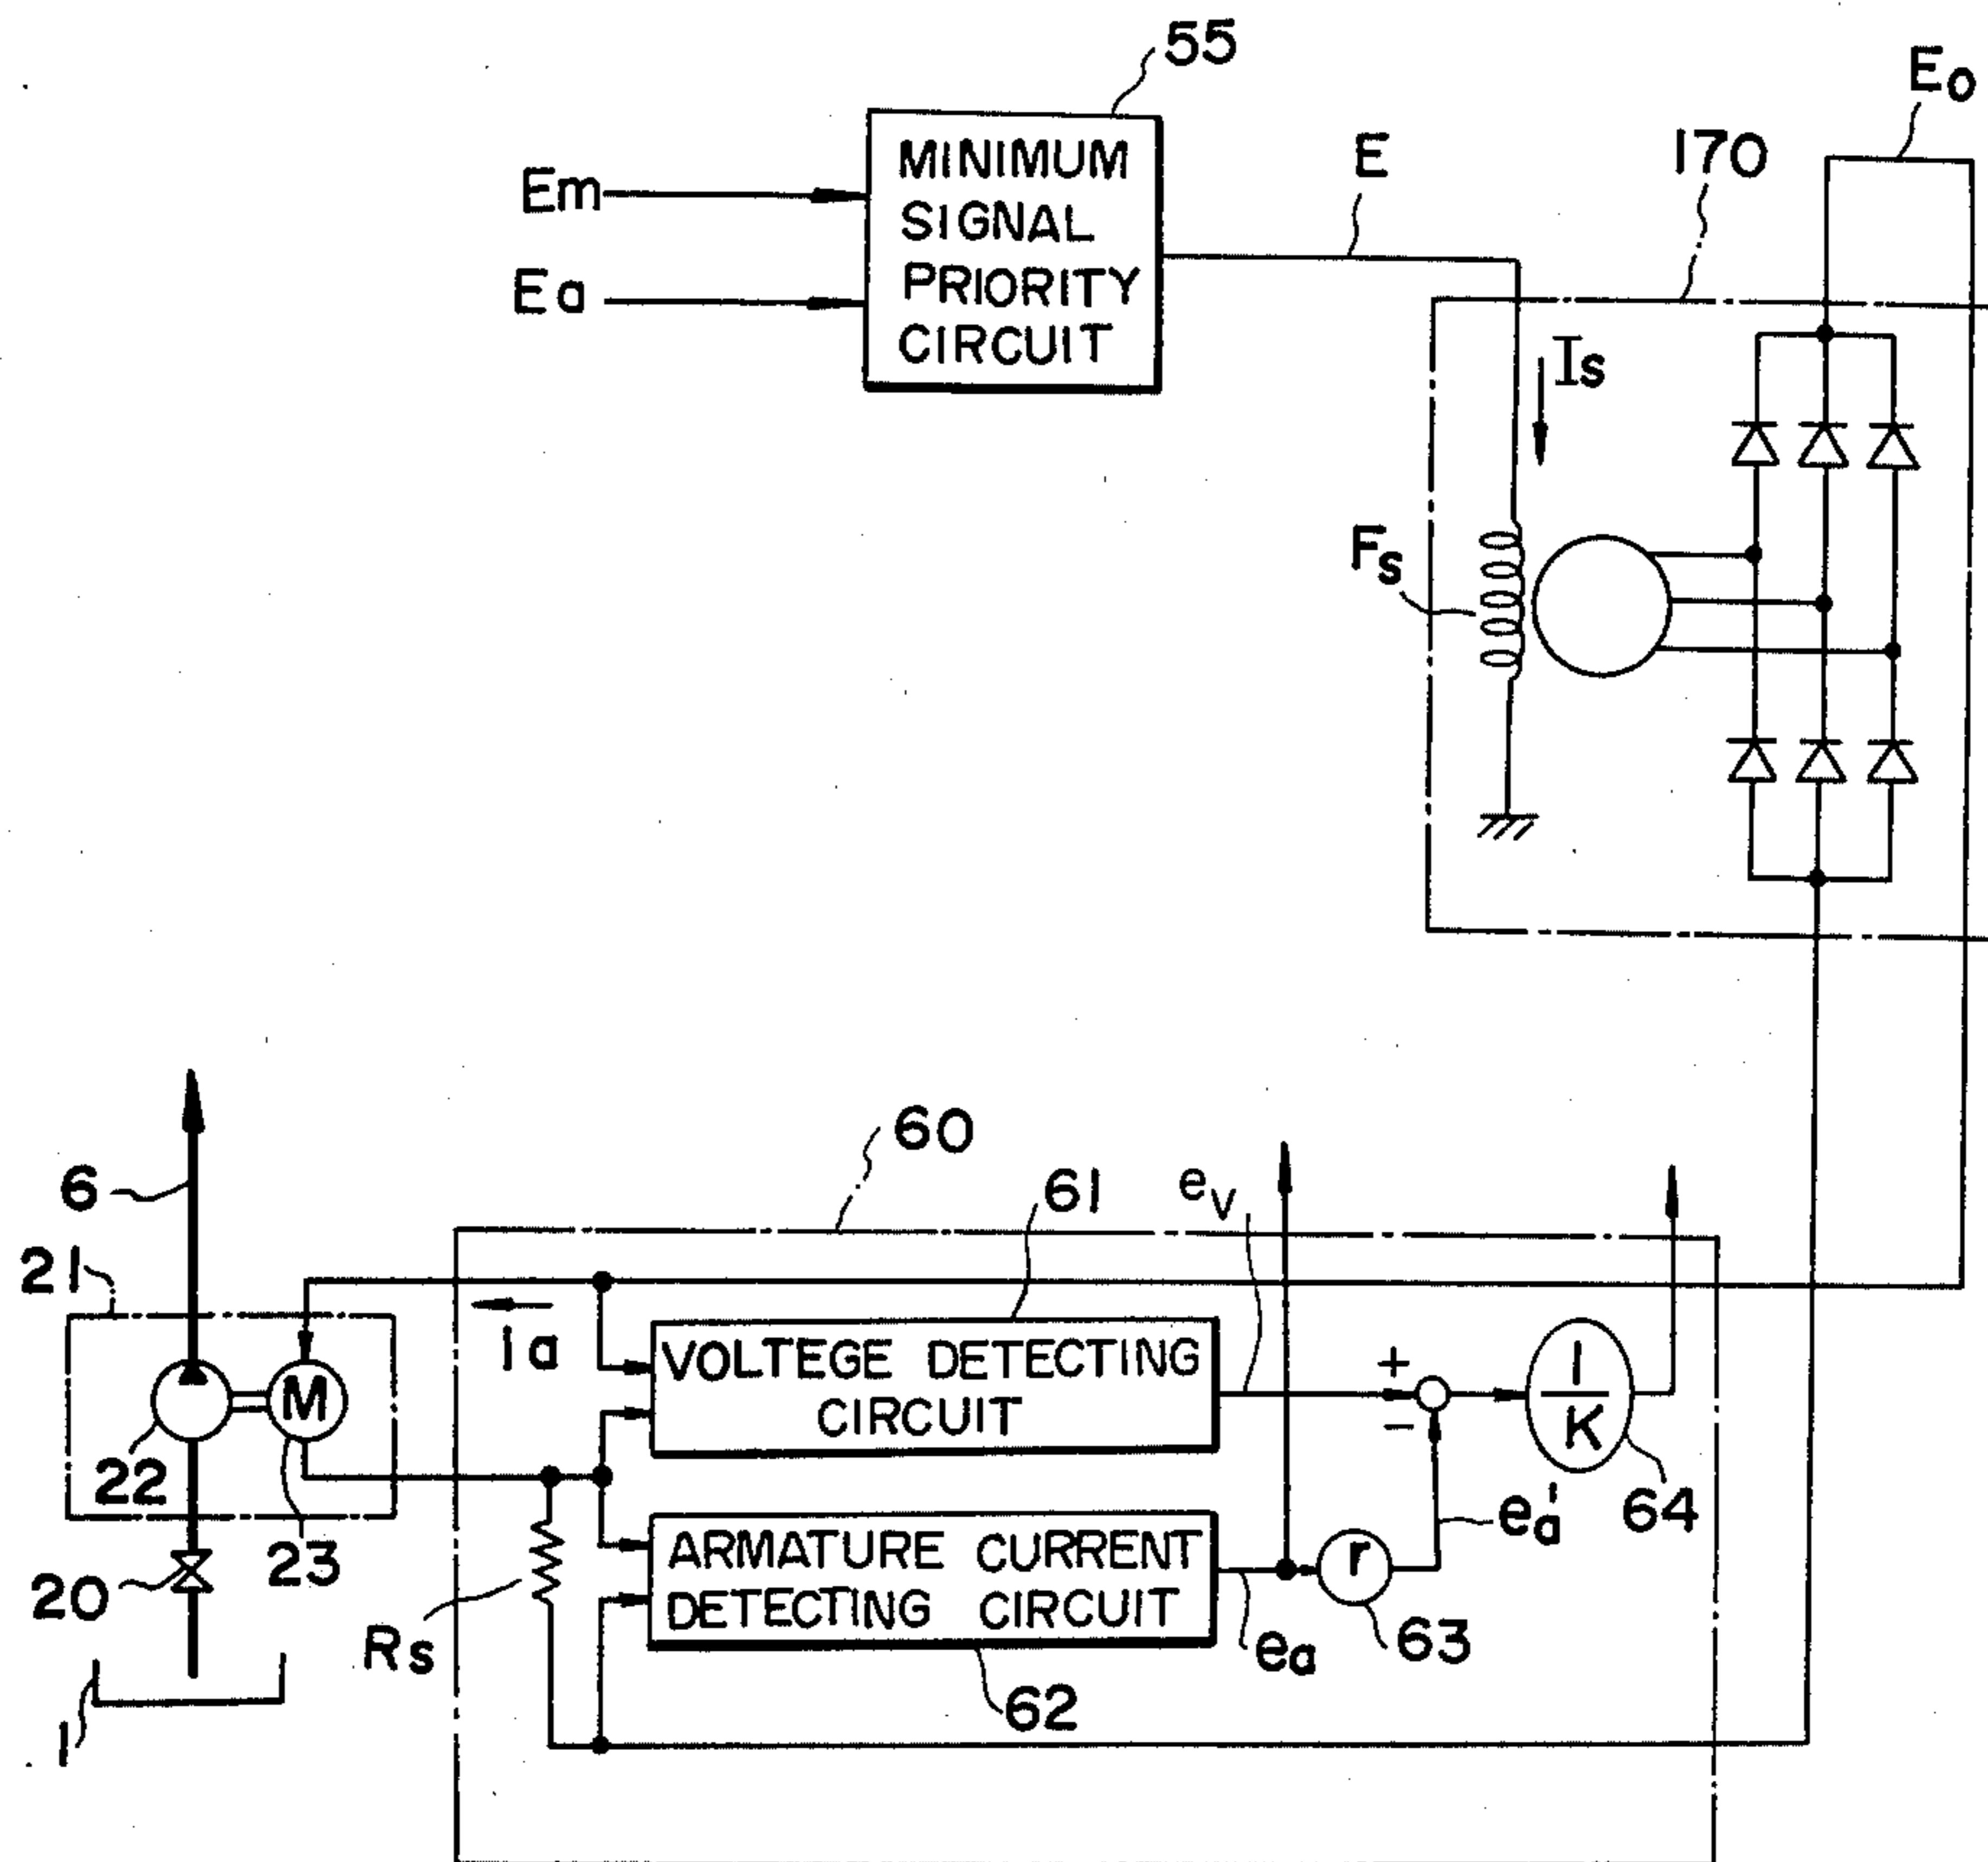 55
Eo
MINIMUM
SIGNAL
PRIORITY
CIRCUIT
Em
Ea
E
170
Is
Fs
60
61
ev
6
21
ia
VOLTEGE DETECTING
CIRCUIT
+
−
1
K
M
22
23
20
Rs
ARMATURE CURRENT
DETECTING CIRCUIT
r
ea'
64
63
ea
62
1